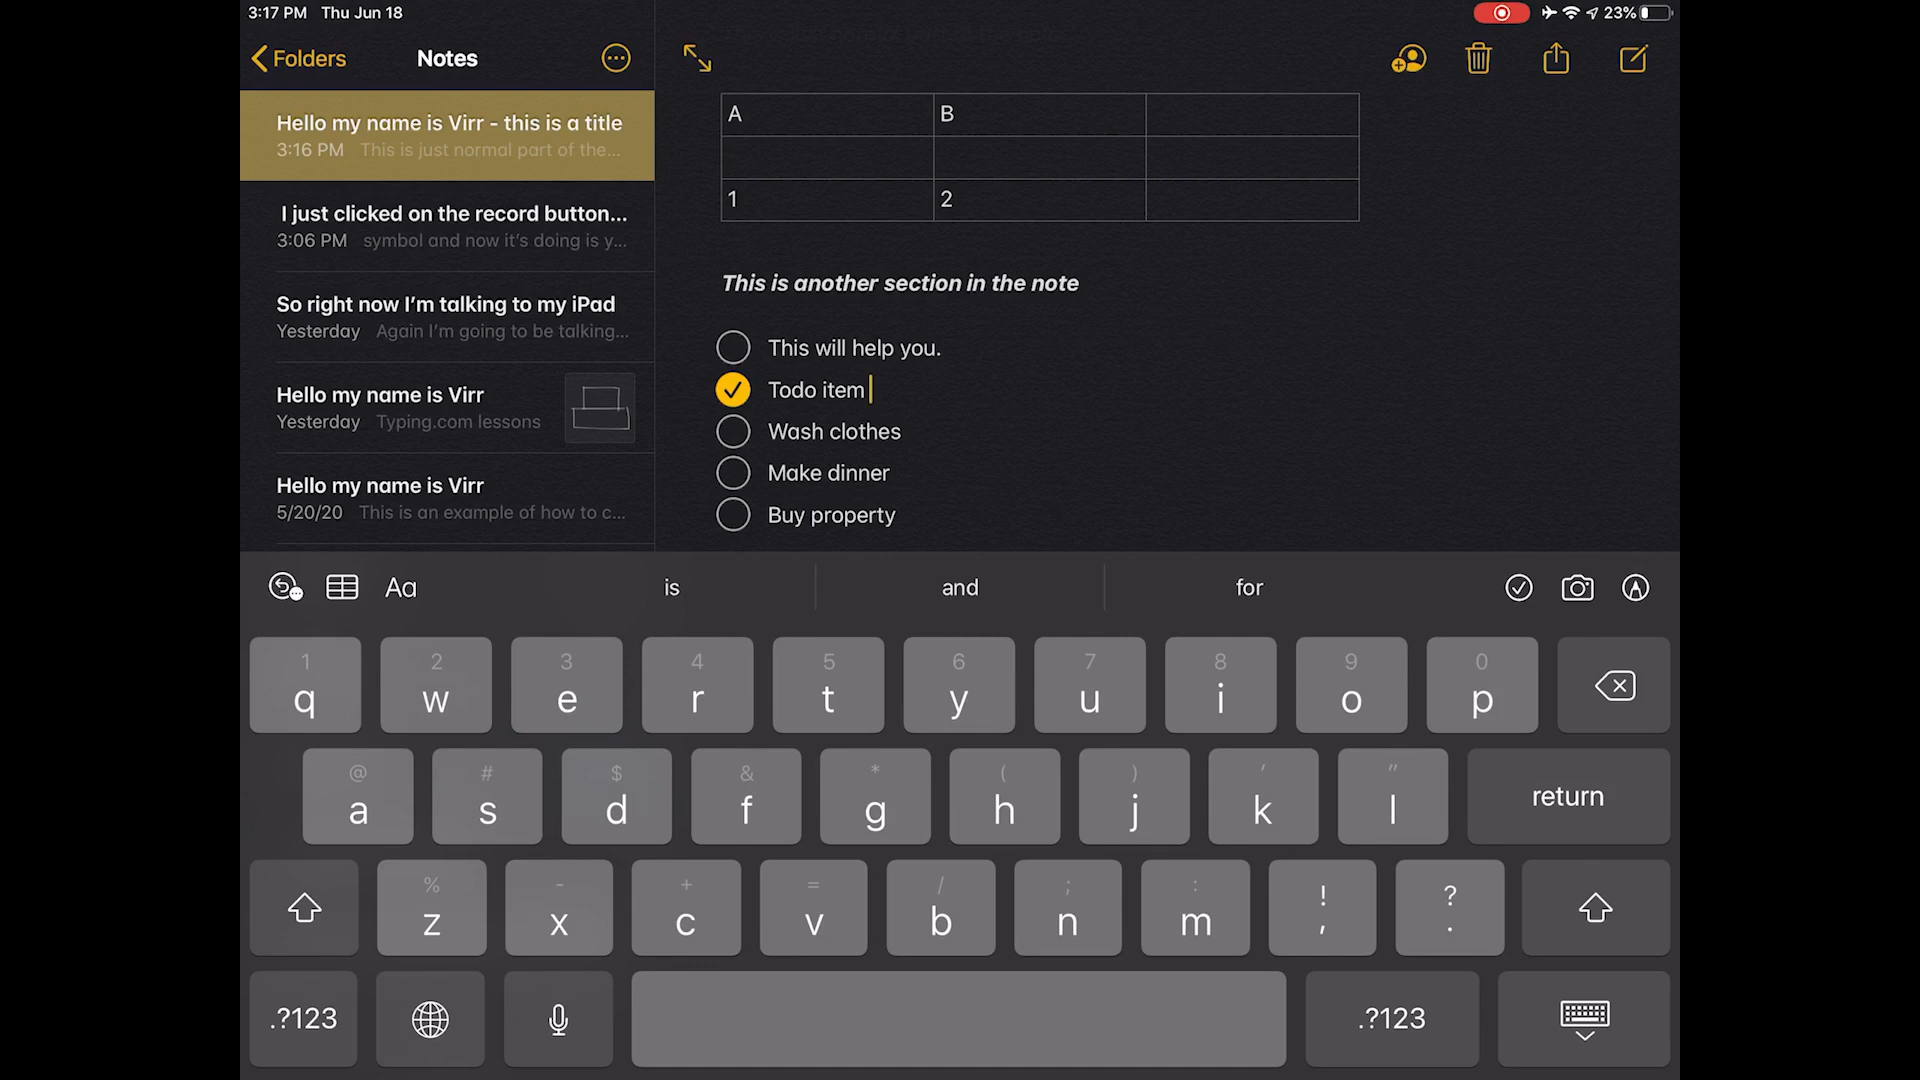 3:17 PM Thu Jun 18
23%
Folders
Notes
Hello my name is Virr - this is a title
3:16 PM This is just normal part of the...
I just clicked on the record button...
3:06 PM symbol and now it's doing is y...
So right now I'm talking to my iPad
Yesterday Again I'm going to be talking...
Hello my name is Virr
Yesterday Typing.com lessons
Hello my name is Virr
5/20/20 This is an example of how to c...
A B
1 2
This is another section in the note
This will help you.
Todo item
Wash clothes
Make dinner
Buy property
Aa is and for
1 2 3 4 5 6 7 8 9 0
q w e r t y u i o p
@ # $ & * ( ) ' "
a s d f g h j k l return
% - + = / ; : ! ?
z x c v b n m , .
.?123 .?123